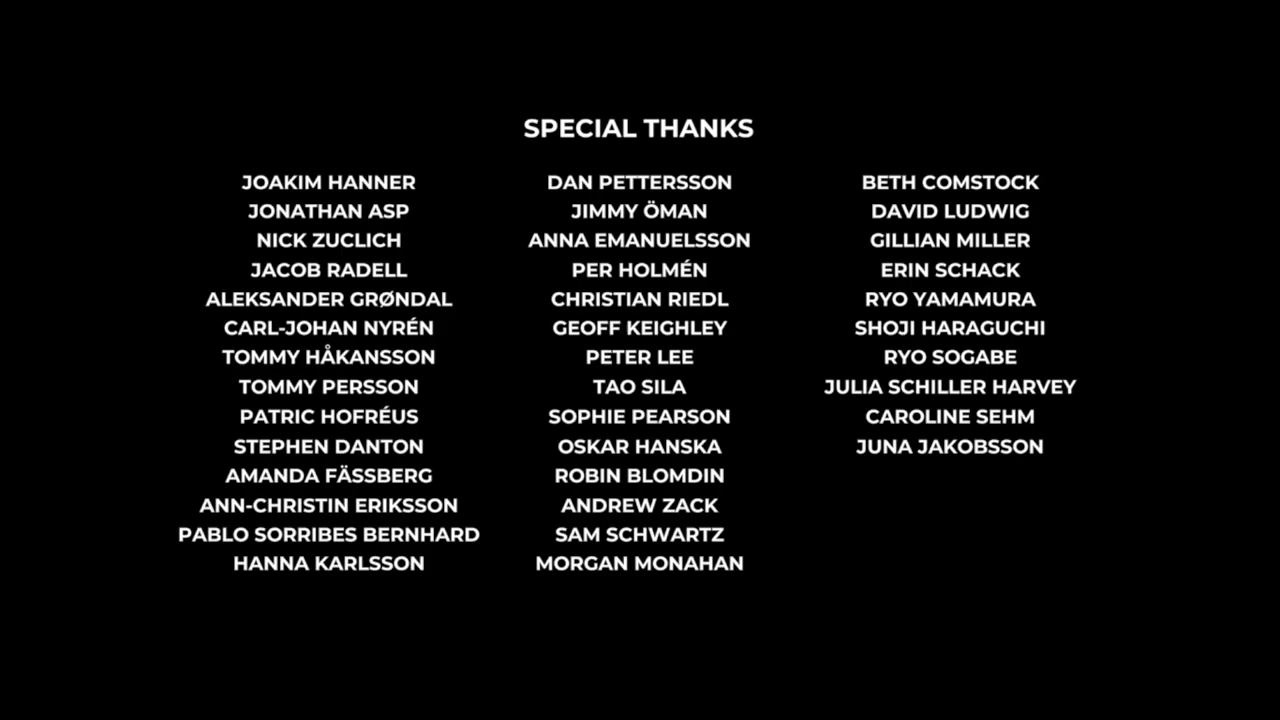 SPECIAL THANKS
JOAKIM HANNER
JONATHAN ASP
NICK ZUCLICH
JACOB RADELL
ALEKSANDER GRØNDAL
CARL-JOHAN NYRÉN
TOMMY HÅKANSSON
TOMMY PERSSON
PATRIC HOFRÉUS
STEPHEN DANTON
AMANDA FÄSSBERG
ANN-CHRISTIN ERIKSSON
PABLO SORRIBES BERNHARD
HANNA KARLSSON
DAN PETTERSSON
JIMMY ÖMAN
ANNA EMANUELSSON
PER HOLMÉN
CHRISTIAN RIEDL
GEOFF KEIGHLEY
PETER LEE
TAO SILA
SOPHIE PEARSON
OSKAR HANSKA
ROBIN BLOMDIN
ANDREW ZACK
SAM SCHWARTZ
MORGAN MONAHAN
BETH COMSTOCK
DAVID LUDWIG
GILLIAN MILLER
ERIN SCHACK
RYO YAMAMURA
SHOJI HARAGUCHI
RYO SOGABE
JULIA SCHILLER HARVEY
CAROLINE SEHM
JUNA JAKOBSSON